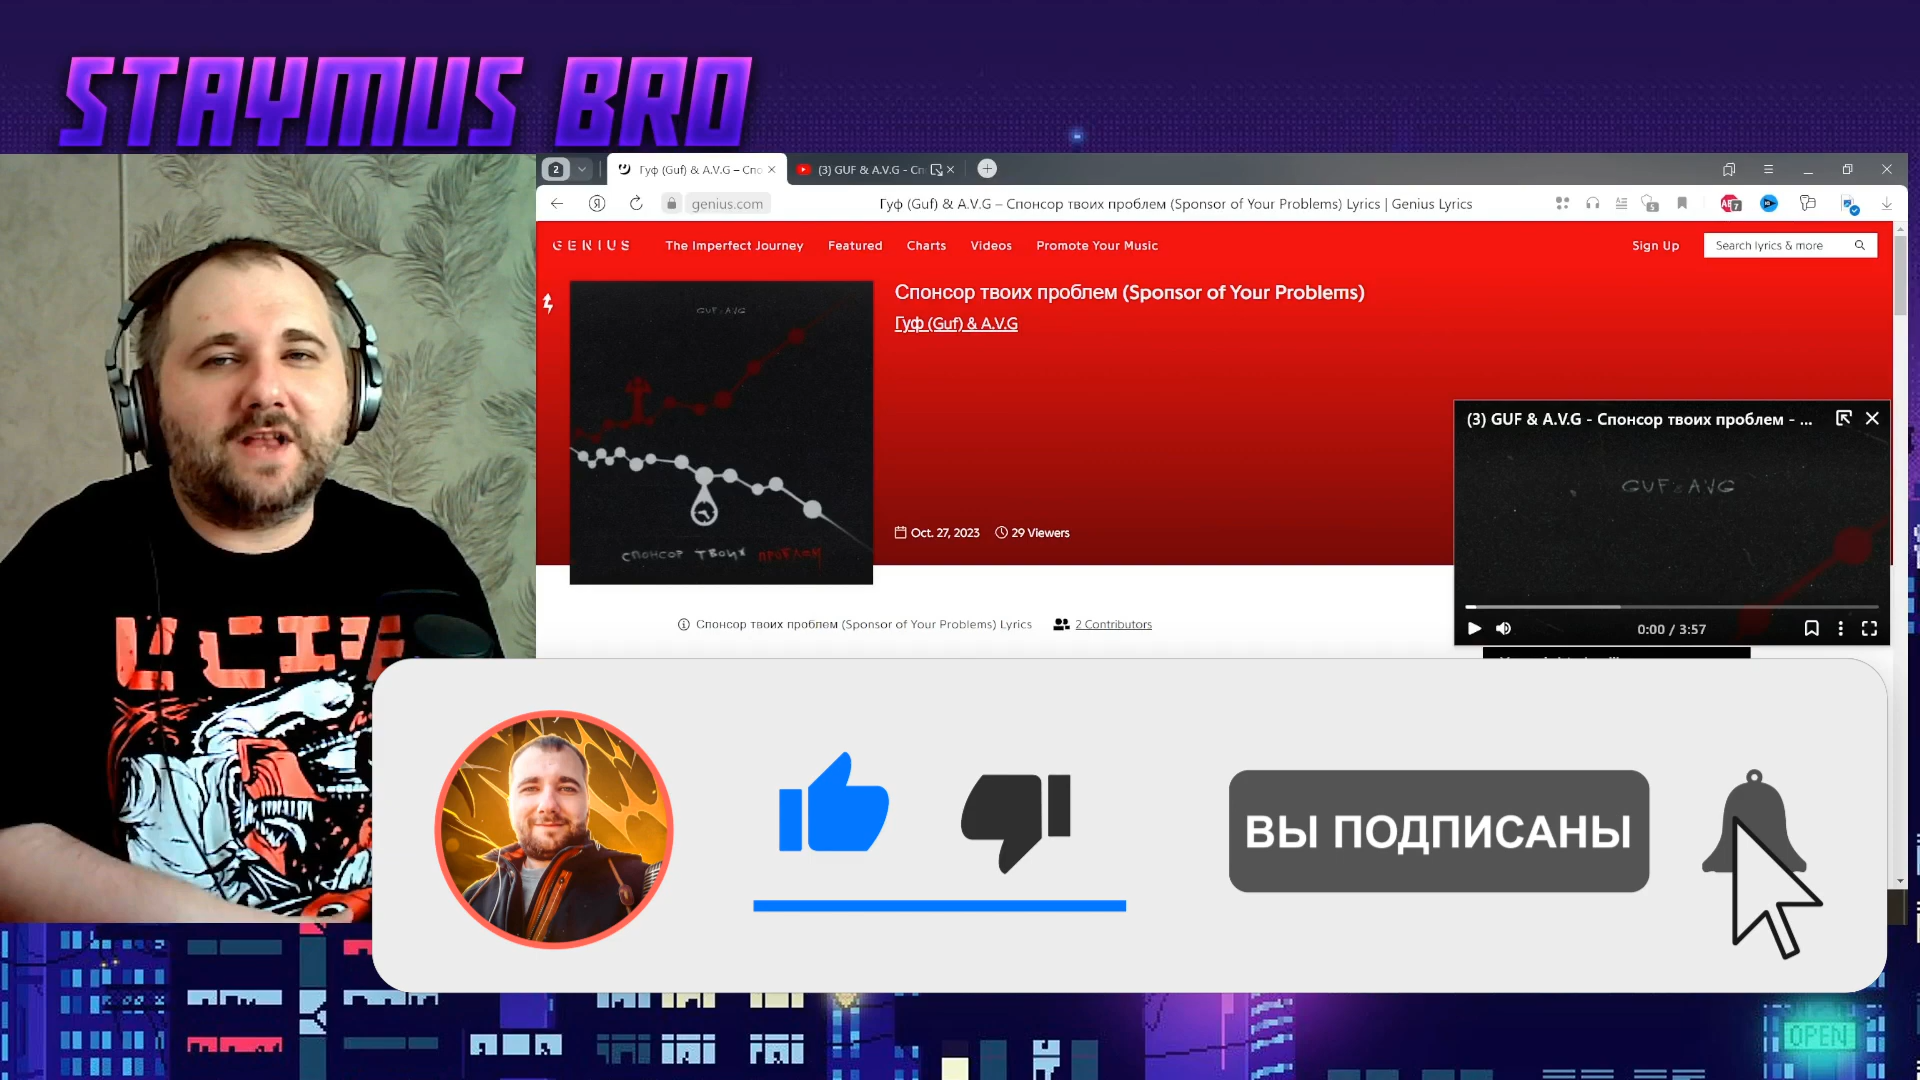 STAYMUS BRO
2
Гуф (Guf) & A.V.G – Спо
(3) GUF & A.V.G - Сп
genius.com
Гуф (Guf) & A.V.G – Спонсор твоих проблем (Sponsor of Your Problems) Lyrics | Genius Lyrics
GENIUS
The Imperfect Journey
Featured
Charts
Videos
Promote Your Music
Sign Up
Search lyrics & more
GUF & AVG
СПОНСОР ТВОИХ ПРОБЛЕМ
Спонсор твоих проблем (Sponsor of Your Problems)
Гуф (Guf) & A.V.G
Oct. 27, 2023
29 Viewers
(3) GUF & A.V.G - Спонсор твоих проблем - ...
GUF & AVG
0:00 / 3:57
Спонсор твоих проблем (Sponsor of Your Problems) Lyrics
2 Contributors
ВЫ ПОДПИСАНЫ
OPEN